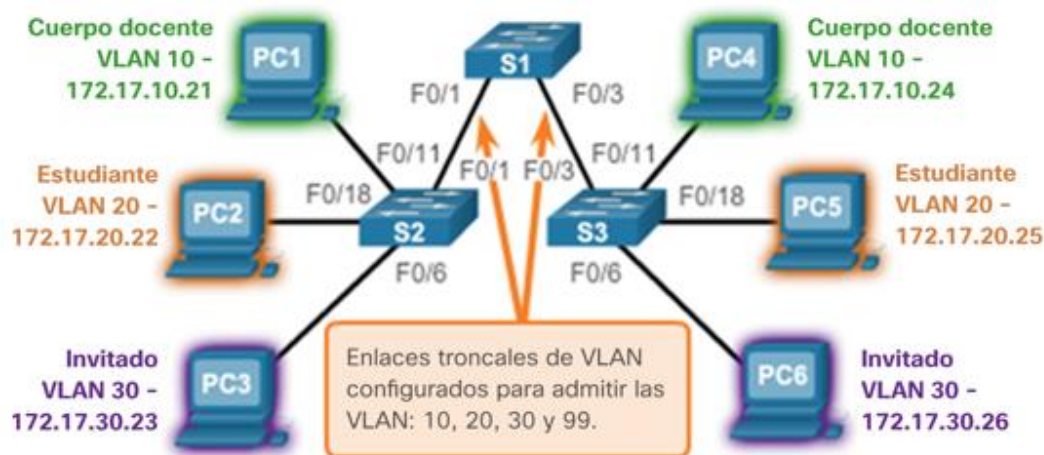 Cuerpo docente
VLAN 10 –
172.17.10.21
PC1
S1
PC4
Cuerpo docente
VLAN 10 –
172.17.10.24
F0/1
F0/3
F0/11
F0/1
F0/3
F0/11
Estudiante
VLAN 20 –
172.17.20.22
PC2
F0/18
S2
S3
F0/18
PC5
Estudiante
VLAN 20 –
172.17.20.25
F0/6
F0/6
Invitado
VLAN 30 –
172.17.30.23
PC3
Enlaces troncales de VLAN
configurados para admitir las
VLAN: 10, 20, 30 y 99.
PC6
Invitado
VLAN 30 –
172.17.30.26